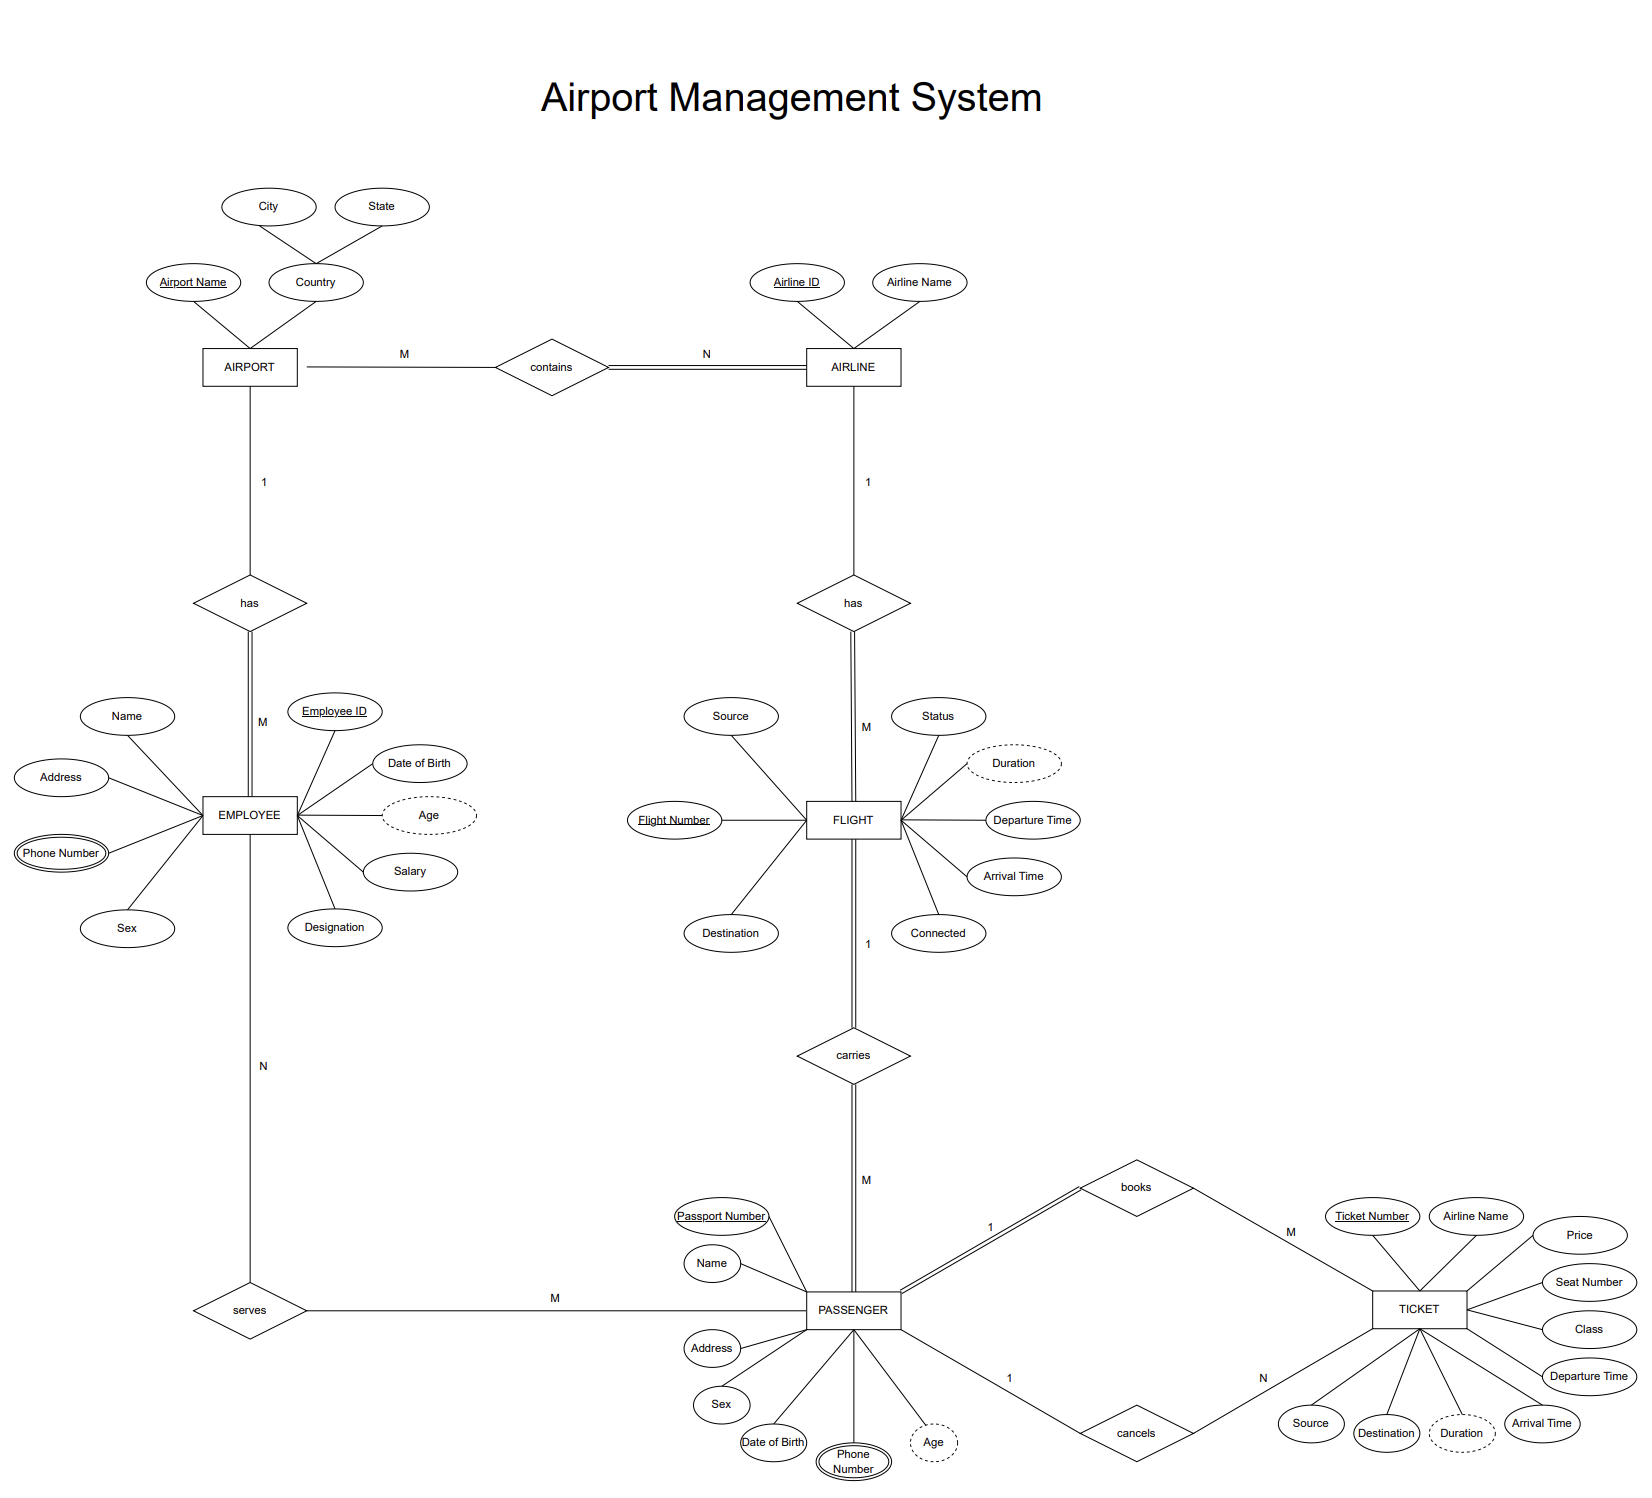 Airport Management System
City
State
Airport Name
Country
Airline ID
Airline Name
AIRPORT
M
contains
N
AIRLINE
1
1
has
has
Name
Employee ID
M
Source
Status
M
Address
Date of Birth
Duration
EMPLOYEE
Age
Flight Number
FLIGHT
Departure Time
Phone Number
Salary
Arrival Time
Sex
Designation
Destination
Connected
1
N
carries
M
books
Passport Number
1
M
Ticket Number
Airline Name
Price
Name
Seat Number
serves
M
PASSENGER
TICKET
Class
Address
1
N
Departure Time
Sex
Source
Destination
Duration
Arrival Time
Date of Birth
Phone
Number
Age
cancels